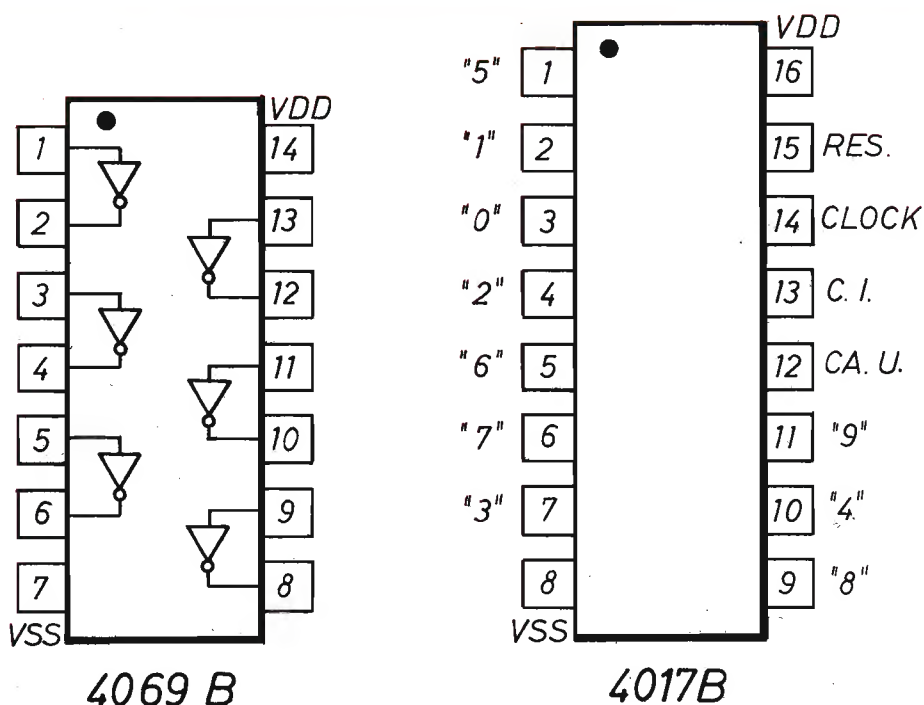 VDD
1
14
2
13
3
12
4
11
5
10
6
9
7
8
VSS
4069 B
VDD
"5" 1
16
"1" 2
15 RES.
"0" 3
14 CLOCK
"2" 4
13 C. I.
"6" 5
12 CA. U.
"7" 6
11 "9"
"3" 7
10 "4"
8
9 "8"
VSS
4017B